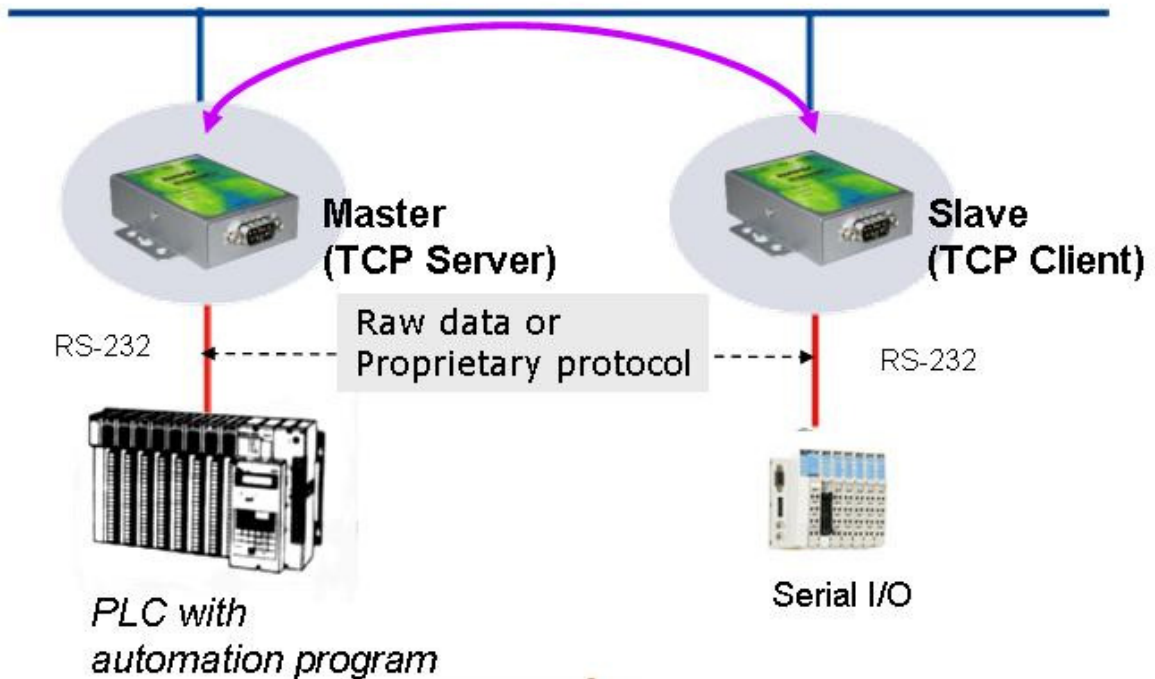 Master
(TCP Server)
Slave
(TCP Client)
RS-232
Raw data or
Proprietary protocol
RS-232
PLC with
automation program
Serial I/O